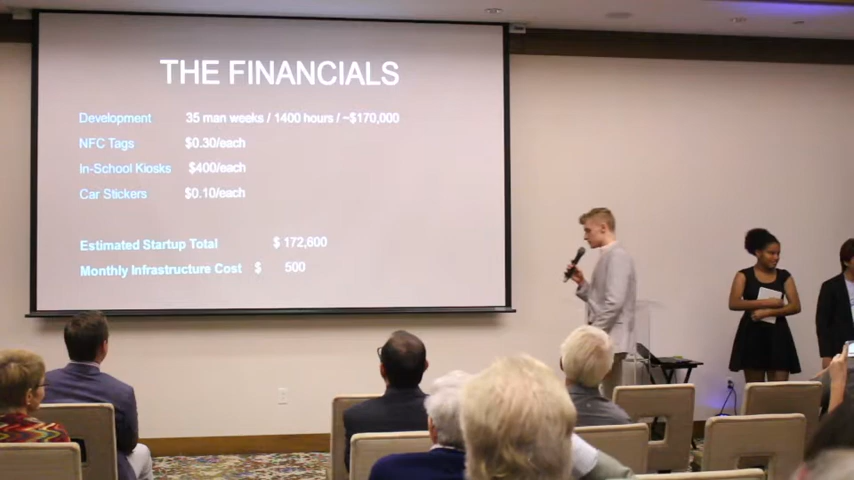 THE FINANCIALS
Development 35 man weeks / 1400 hours / ~$170,000
NFC Tags $0.30/each
In-School Kiosks $400/each
Car Stickers $0.10/each
Estimated Startup Total $ 172,600
Monthly Infrastructure Cost $ 500